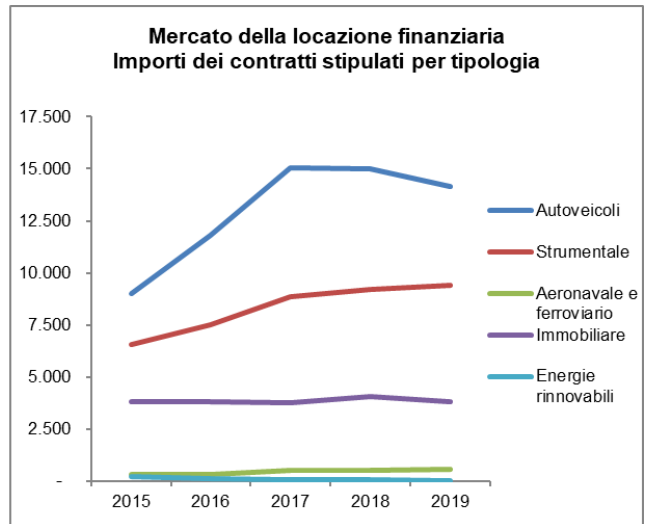 Mercato della locazione finanziaria
Importi dei contratti stipulati per tipologia
17.500
15.000
12.500
10.000
7.500
5.000
2.500
-
2015 2016 2017 2018 2019
Autoveicoli
Strumentale
Aeronavale e
ferroviario
Immobiliare
Energie
rinnovabili